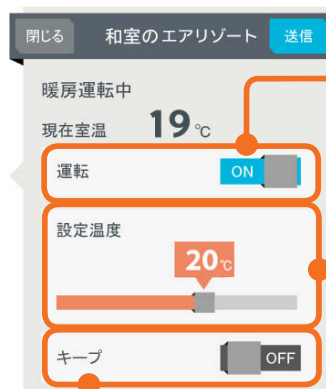 閉じる 和室のエアリゾート 送信
暖房運転中
現在室温 19℃
運転 ON
設定温度
20℃
キープ OFF